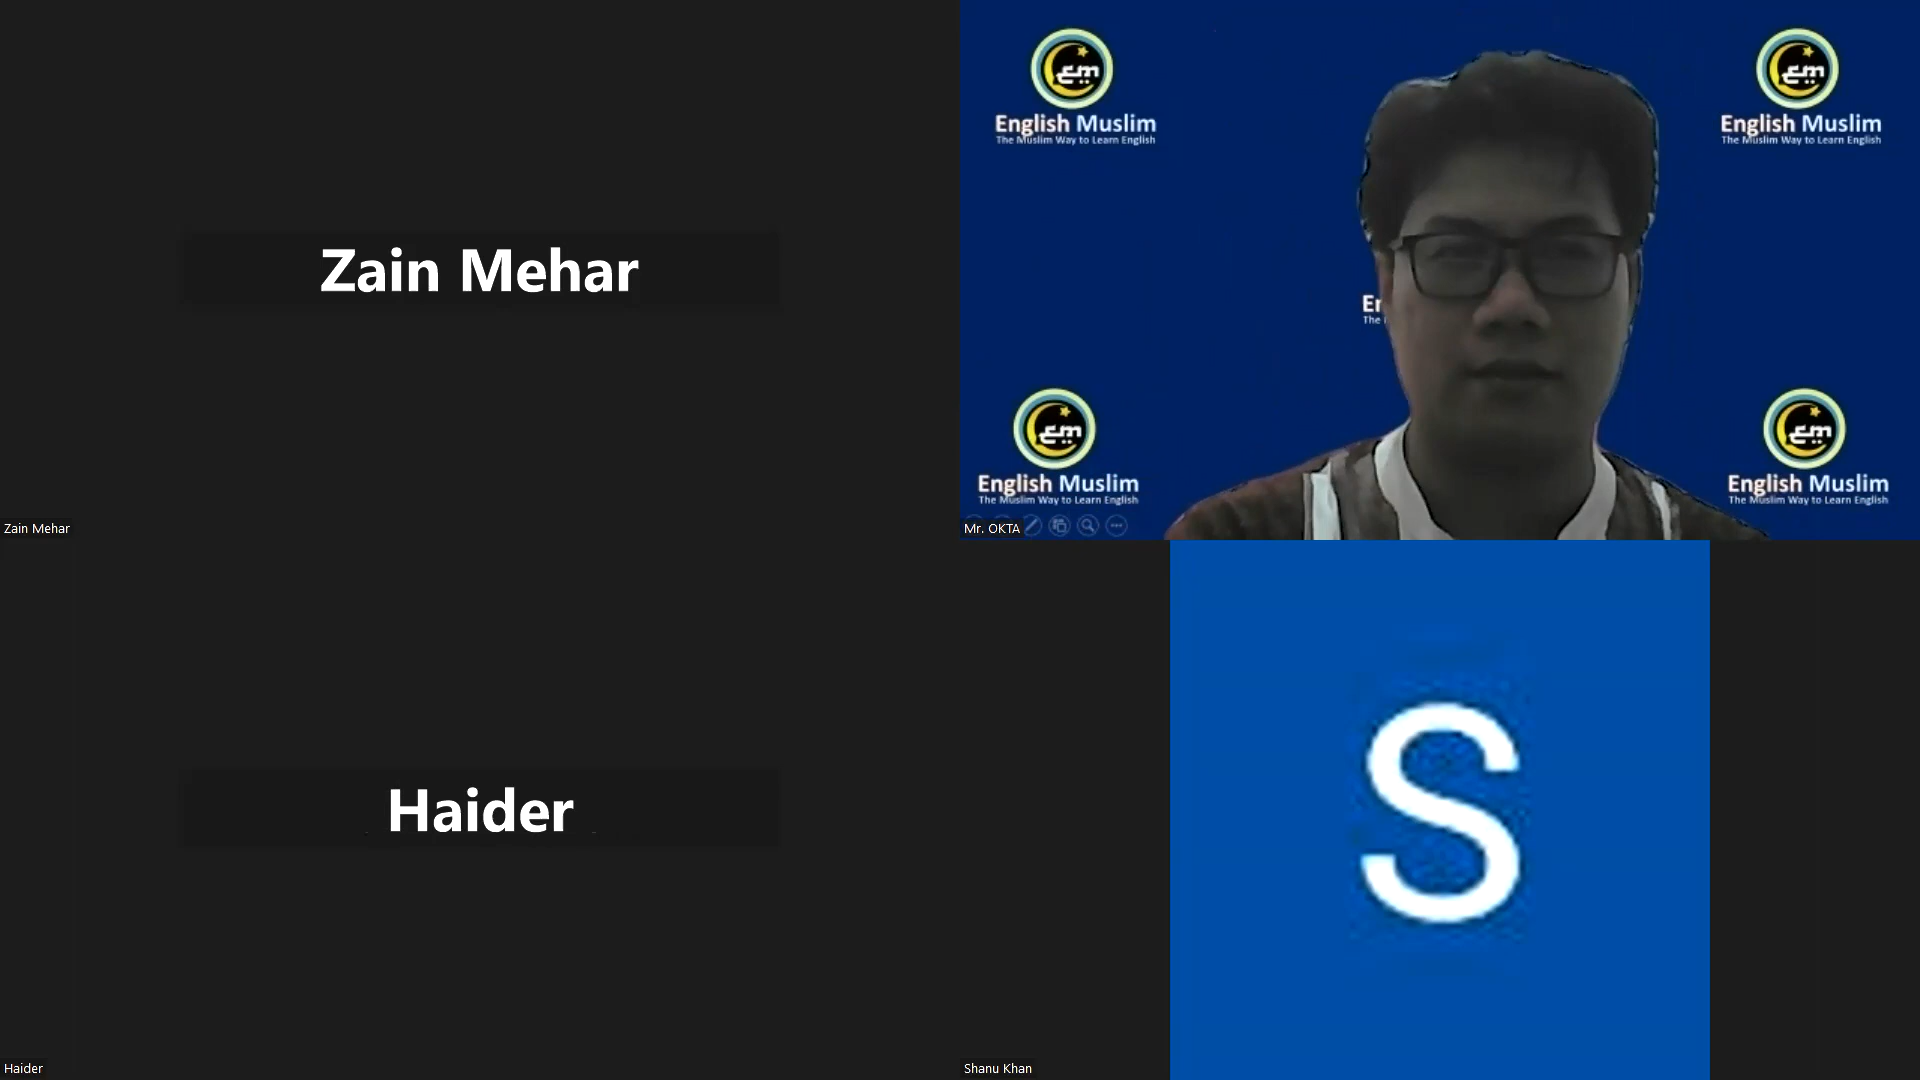 Zain Mehar
Zain Mehar
English Muslim
The Muslim Way to Learn English
English Muslim
The Muslim Way to Learn English
En
The
English Muslim
The Muslim Way to Learn English
English Muslim
The Muslim Way to Learn English
Mr. OKTA
Haider
Haider
S
Shanu Khan